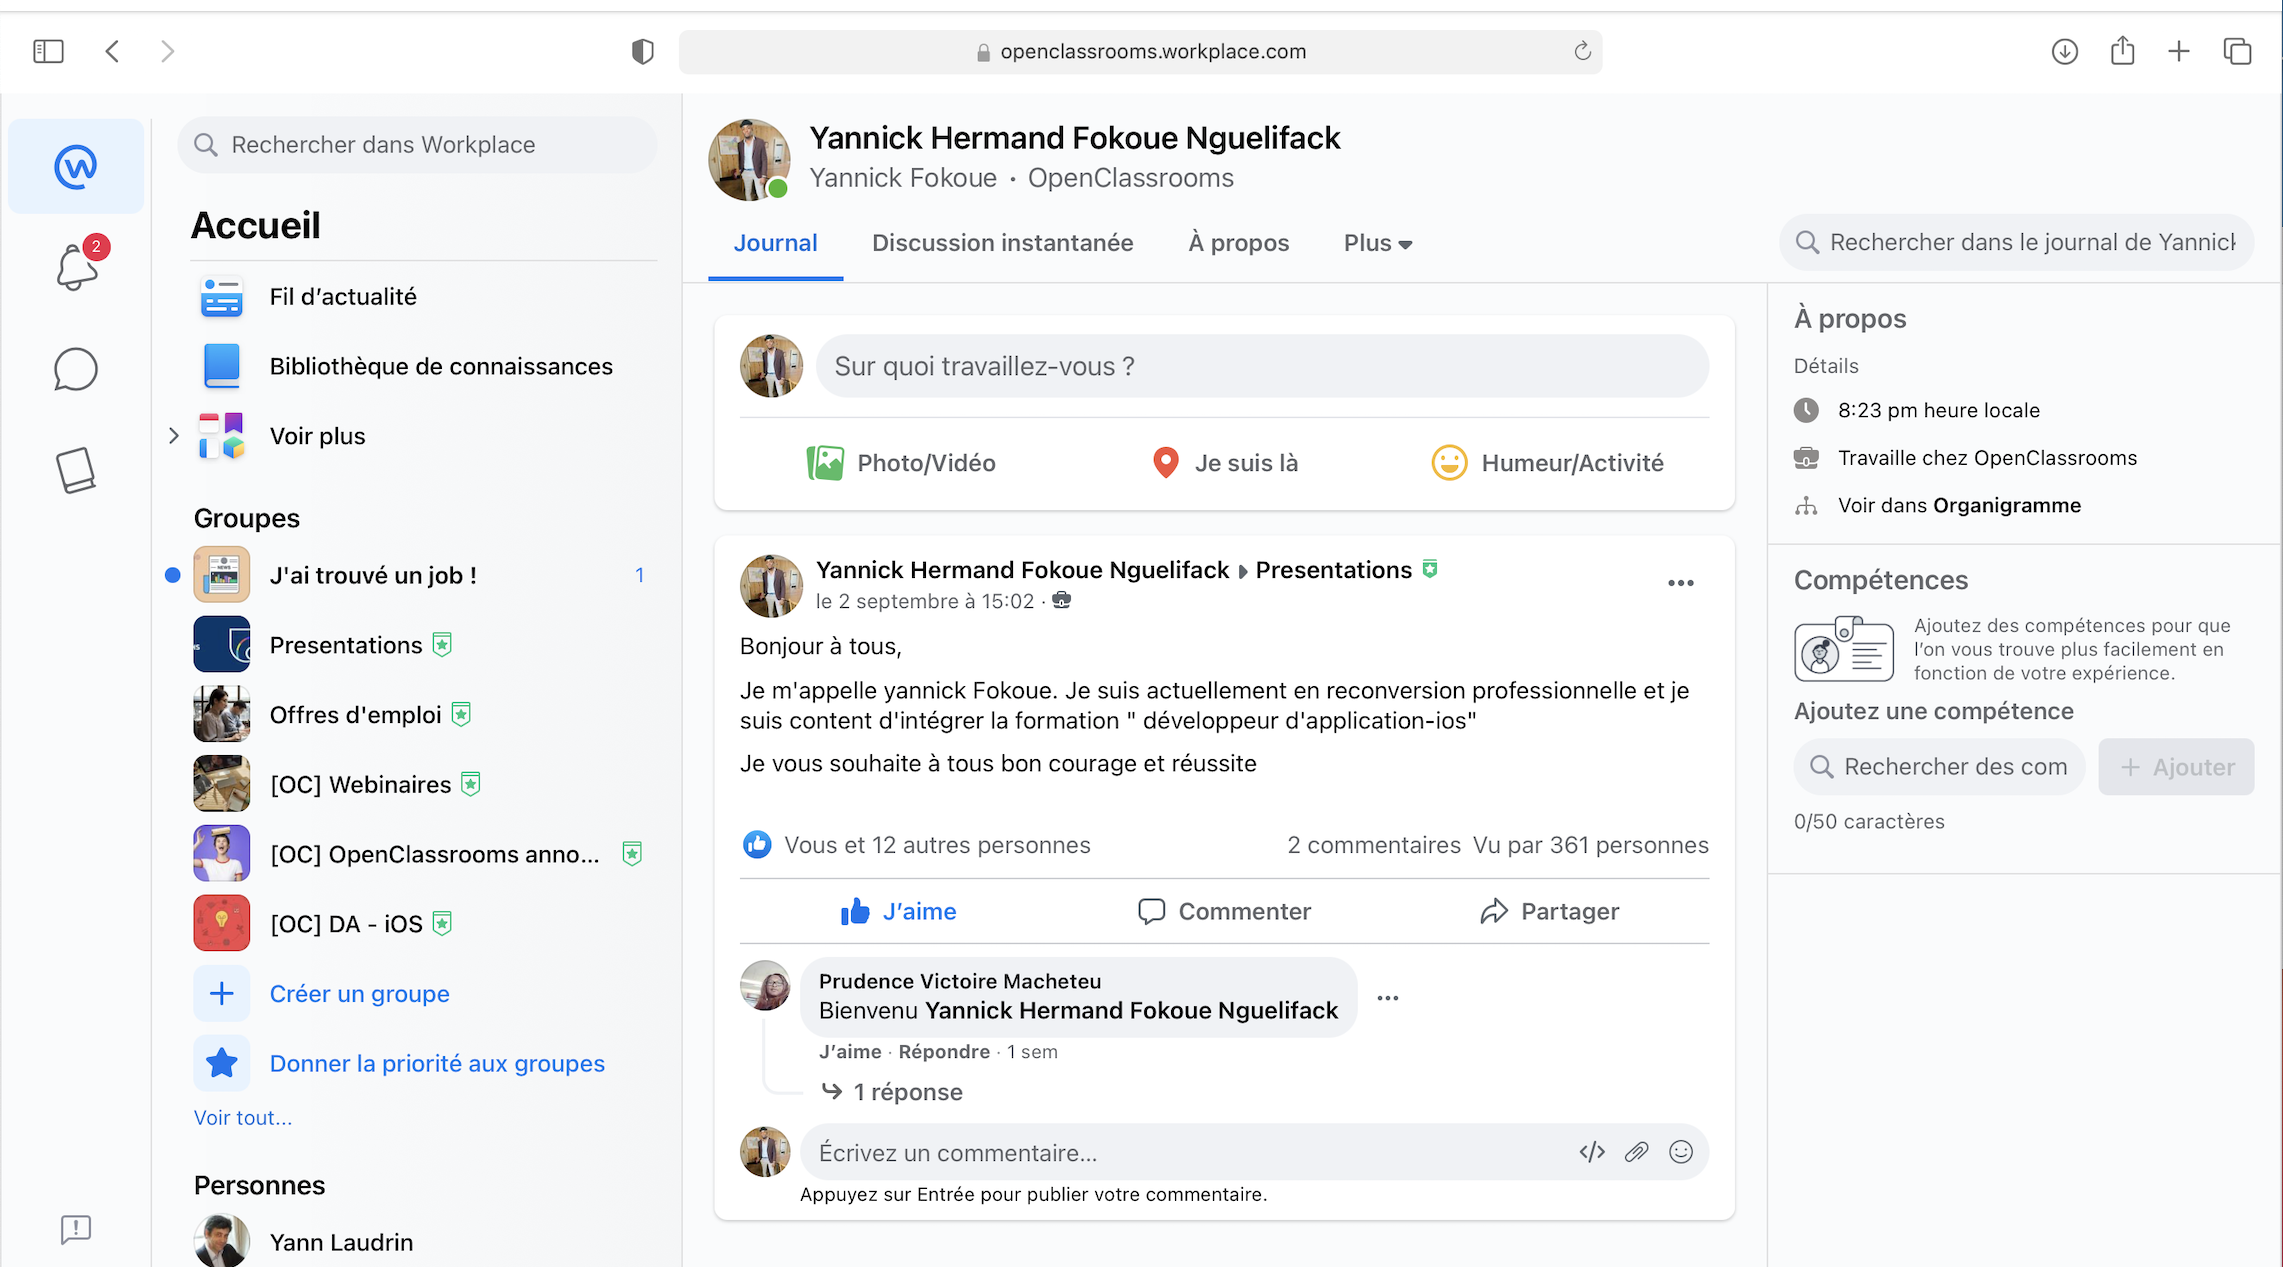 openclassrooms.workplace.com
2
Rechercher dans Workplace
Accueil
Fil d’actualité
Bibliothèque de connaissances
Voir plus
Groupes
J'ai trouvé un job !
1
Presentations
Offres d'emploi
[OC] Webinaires
[OC] OpenClassrooms anno...
[OC] DA - iOS
Créer un groupe
Donner la priorité aux groupes
Voir tout...
Personnes
Yann Laudrin
Yannick Hermand Fokoue Nguelifack
Yannick Fokoue · OpenClassrooms
Journal
Discussion instantanée
À propos
Plus
Rechercher dans le journal de Yannick
Sur quoi travaillez-vous ?
Photo/Vidéo
Je suis là
Humeur/Activité
Yannick Hermand Fokoue Nguelifack Presentations
le 2 septembre à 15:02 ·
Bonjour à tous,
Je m'appelle yannick Fokoue. Je suis actuellement en reconversion professionnelle et je
suis content d'intégrer la formation " développeur d'application-ios"
Je vous souhaite à tous bon courage et réussite
Vous et 12 autres personnes
2 commentaires Vu par 361 personnes
J’aime
Commenter
Partager
Prudence Victoire Macheteu
Bienvenu Yannick Hermand Fokoue Nguelifack
J’aime · Répondre · 1 sem
1 réponse
Écrivez un commentaire...
</>
Appuyez sur Entrée pour publier votre commentaire.
À propos
Détails
8:23 pm heure locale
Travaille chez OpenClassrooms
Voir dans Organigramme
Compétences
Ajoutez des compétences pour que
l’on vous trouve plus facilement en
fonction de votre expérience.
Ajoutez une compétence
Rechercher des com
+ Ajouter
0/50 caractères